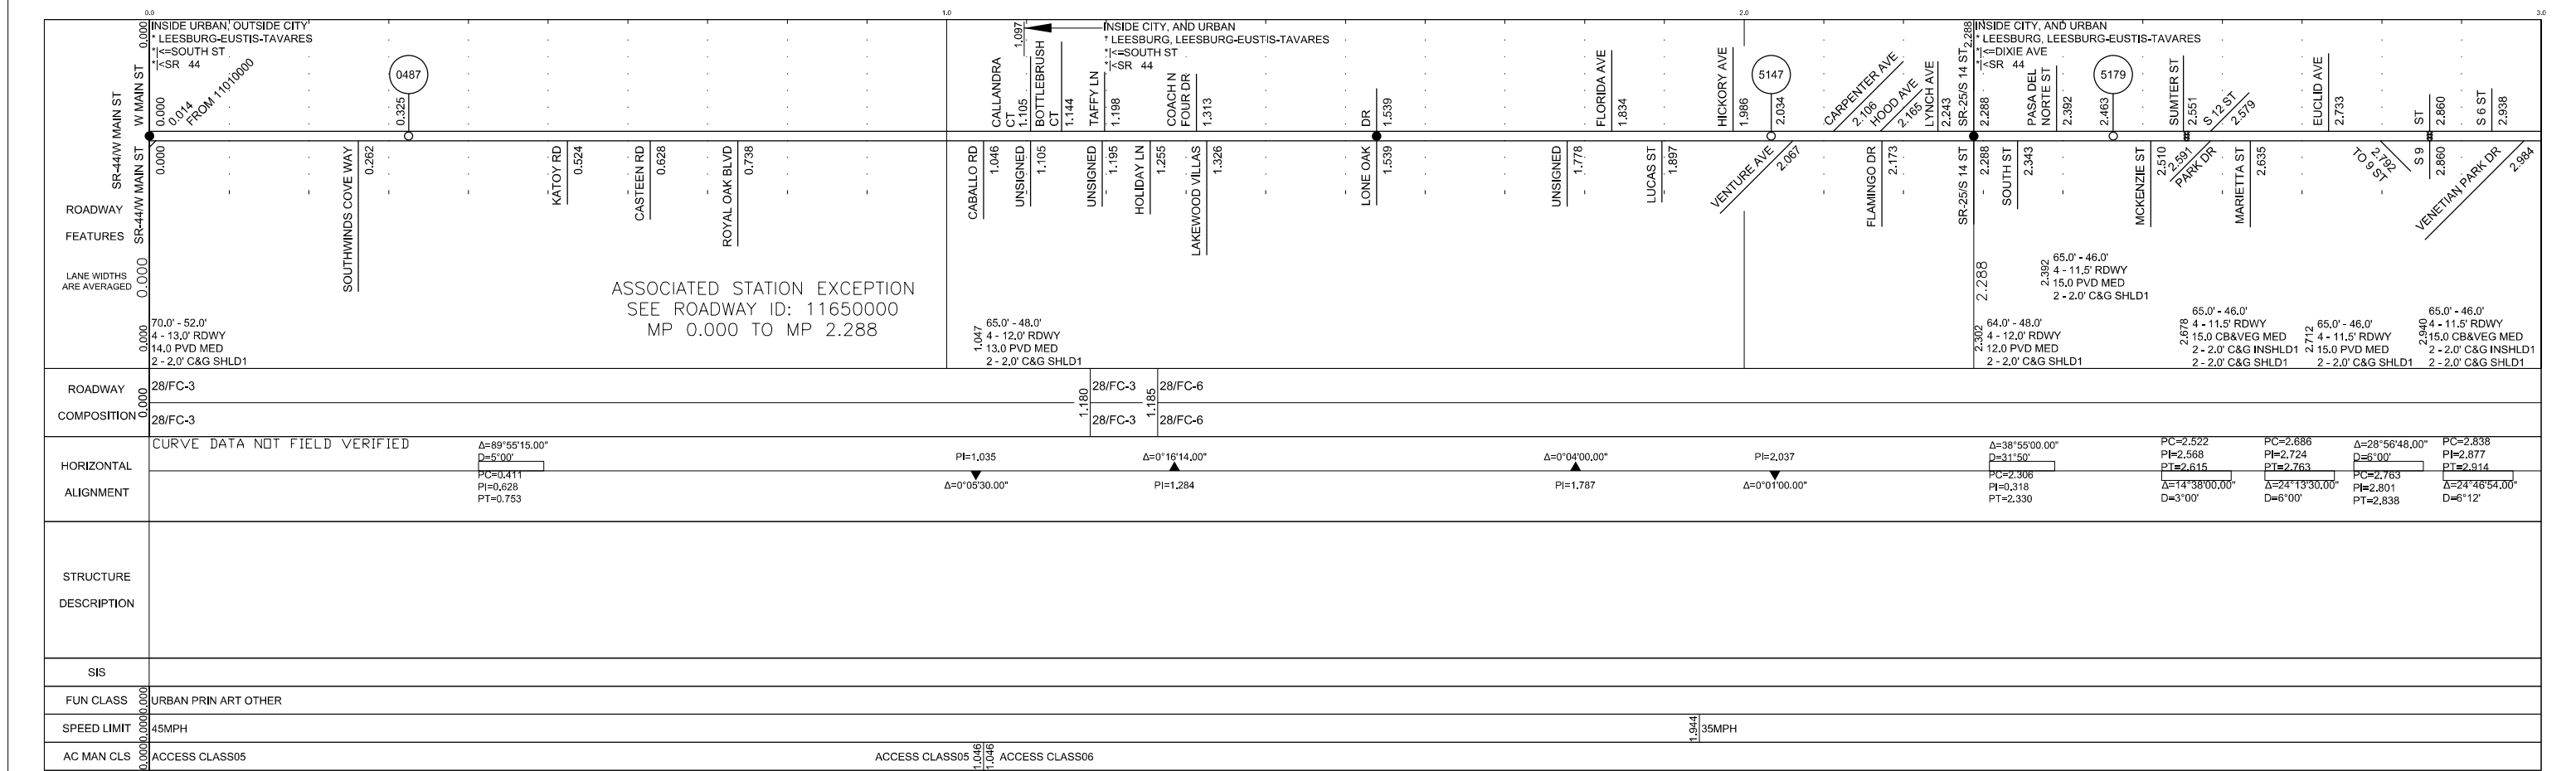 0.0
1.0
2.0
3.0
0.000
INSIDE URBAN, OUTSIDE CITY
* LEESBURG-EUSTIS-TAVARES
*|<=SOUTH ST
*|<SR 44
1.097
INSIDE CITY, AND URBAN
* LEESBURG, LEESBURG-EUSTIS-TAVARES
*|<=SOUTH ST
*|<SR 44
2.288
INSIDE CITY, AND URBAN
* LEESBURG, LEESBURG-EUSTIS-TAVARES
*|<=DIXIE AVE
*|<SR 44
SR-44/W MAIN ST
W MAIN ST
0.000
0.014
FROM 11010000
0487
0.325
CALLANDRA
CT
1.105
BOTTLEBRUSH
CT
1.144
TAFFY LN
1.198
COACH N
FOUR DR
1.313
DR
1.539
FLORIDA AVE
1.834
HICKORY AVE
1.986
5147
2.034
CARPENTER AVE
2.106
HOOD AVE
2.165
LYNCH AVE
2.243
SR-25/S 14 ST
2.288
PASA DEL
NORTE ST
2.392
5179
2.463
SUMTER ST
2.551
S 12 ST
2.579
EUCLID AVE
2.733
ST
2.860
S 6 ST
2.938
ROADWAY
FEATURES
SR-44/W MAIN ST
0.000
SOUTHWINDS COVE WAY
0.262
KATOY RD
0.524
CASTEEN RD
0.628
ROYAL OAK BLVD
0.738
CABALLO RD
1.046
UNSIGNED
1.105
UNSIGNED
1.195
HOLIDAY LN
1.255
LAKEWOOD VILLAS
1.326
LONE OAK
1.539
UNSIGNED
1.778
LUCAS ST
1.897
VENTURE AVE
2.067
FLAMINGO DR
2.173
SR-25/S 14 ST
2.288
SOUTH ST
2.343
MCKENZIE ST
2.510
2.591
PARK DR
MARIETTA ST
2.635
2.792
TO 9 ST
S 9
2.860
VENETIAN PARK DR
2.984
LANE WIDTHS
ARE AVERAGED
0.000
ASSOCIATED STATION EXCEPTION
SEE ROADWAY ID: 11650000
MP 0.000 TO MP 2.288
2.288
0.000
70.0' - 52.0'
4 - 13.0' RDWY
14.0 PVD MED
2 - 2.0' C&G SHLD1
1.047
65.0' - 48.0'
4 - 12.0' RDWY
13.0 PVD MED
2 - 2.0' C&G SHLD1
2.302
64.0' - 48.0'
4 - 12.0' RDWY
12.0 PVD MED
2 - 2.0' C&G SHLD1
2.392
65.0' - 46.0'
4 - 11.5' RDWY
15.0 PVD MED
2 - 2.0' C&G SHLD1
2.678
65.0' - 46.0'
4 - 11.5' RDWY
15.0 CB&VEG MED
2 - 2.0' C&G INSHLD1
2 - 2.0' C&G SHLD1
2.712
65.0' - 46.0'
4 - 11.5' RDWY
15.0 PVD MED
2 - 2.0' C&G SHLD1
2.940
65.0' - 46.0'
4 - 11.5' RDWY
15.0 CB&VEG MED
2 - 2.0' C&G INSHLD1
2 - 2.0' C&G SHLD1
ROADWAY
COMPOSITION
0.000
28/FC-3
28/FC-3
1.180
28/FC-3
28/FC-3
1.185
28/FC-6
28/FC-6
HORIZONTAL
ALIGNMENT
CURVE DATA NOT FIELD VERIFIED
Δ=89°55'15.00"
D=5°00'
PC=0.411
PI=0.628
PT=0.753
PI=1.035
Δ=0°05'30.00"
Δ=0°16'14.00"
PI=1.284
Δ=0°04'00.00"
PI=1.787
PI=2.037
Δ=0°01'00.00"
Δ=38°55'00.00"
D=31°50'
PC=2.306
PI=0.318
PT=2.330
PC=2.522
PI=2.568
PT=2.615
Δ=14°38'00.00"
D=3°00'
PC=2.686
PI=2.724
PT=2.763
Δ=24°13'30.00"
D=6°00'
Δ=28°56'48.00"
D=6°00'
PC=2.763
PI=2.801
PT=2.838
PC=2.838
PI=2.877
PT=2.914
Δ=24°46'54.00"
D=6°12'
STRUCTURE
DESCRIPTION
SIS
FUN CLASS
0.000
URBAN PRIN ART OTHER
SPEED LIMIT
0.000
45MPH
1.944
35MPH
AC MAN CLS
0.000
ACCESS CLASS05
ACCESS CLASS05
1.046
1.046
ACCESS CLASS06